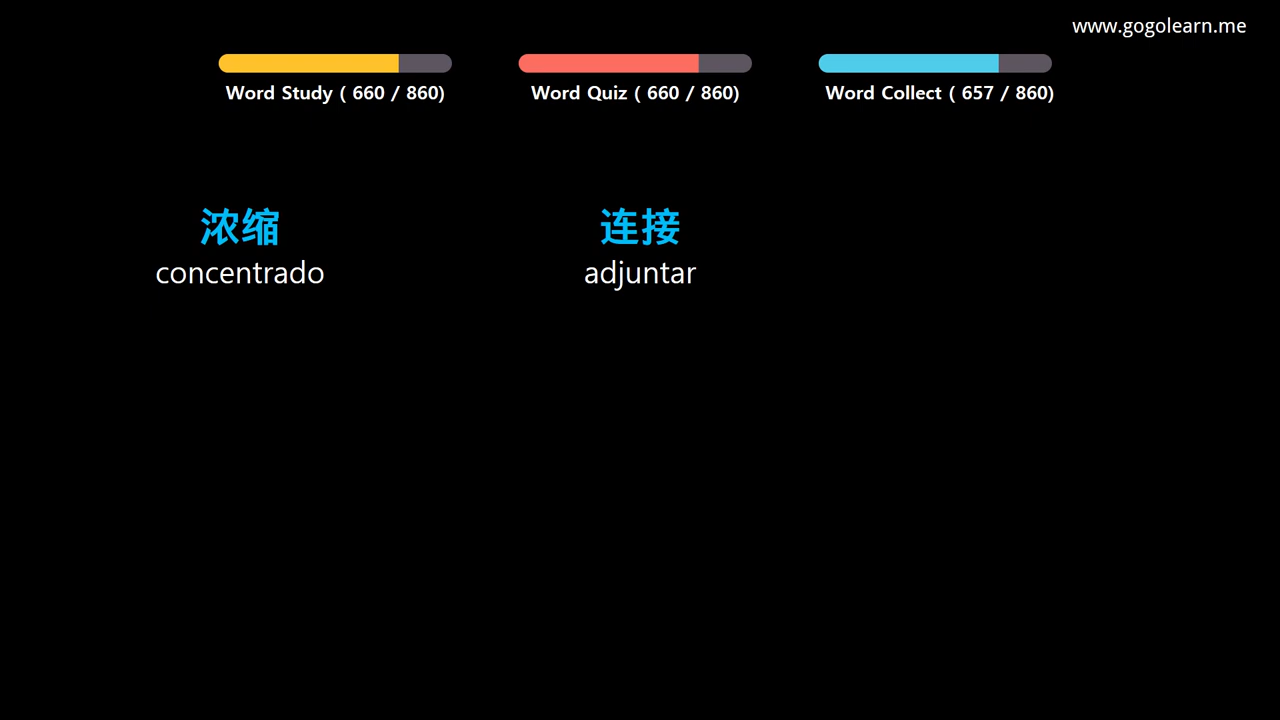 www.gogolearn.me
Word Study ( 660 / 860)
Word Quiz ( 660 / 860)
Word Collect ( 657 / 860)
浓缩
concentrado
连接
adjuntar